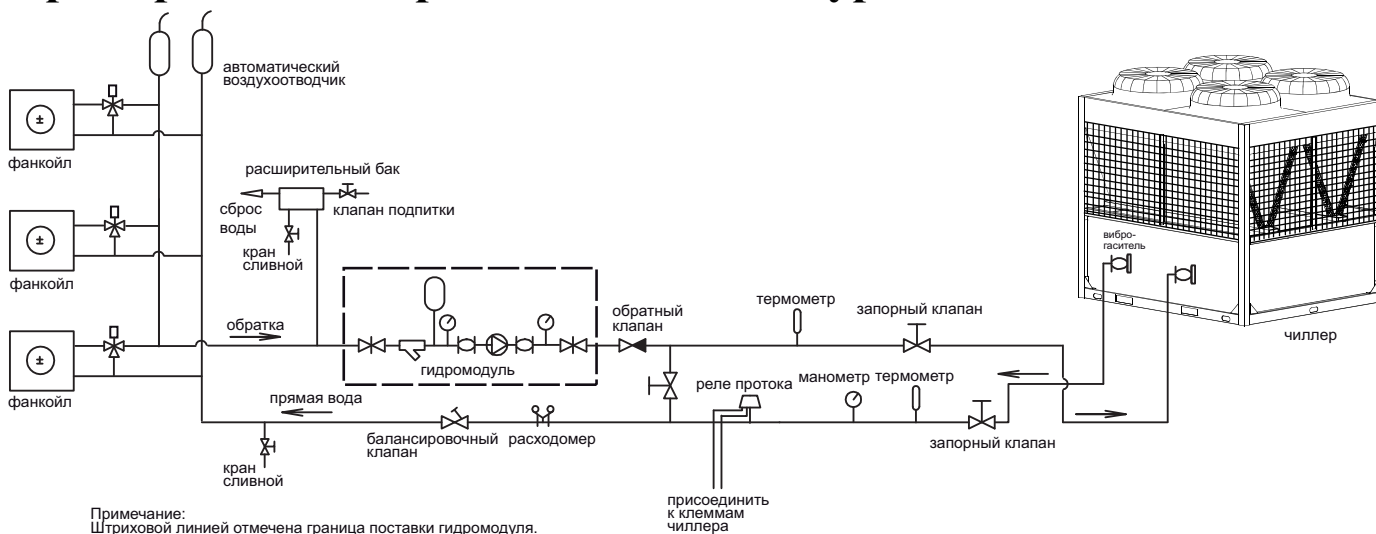 автоматический
воздухоотводчик
фанкойл
расширительный бак
сброс
воды
клапан подпитки
кран
сливной
фанкойл
вибро-
гаситель
обратка
обратный
клапан
термометр
запорный клапан
чиллер
гидромодуль
фанкойл
прямая вода
реле протока
манометр
термометр
балансировочный
клапан
расходомер
запорный клапан
кран
сливной
присоединить
к клеммам
чиллера
Примечание:
Штриховой линией отмечена граница поставки гидромодуля.